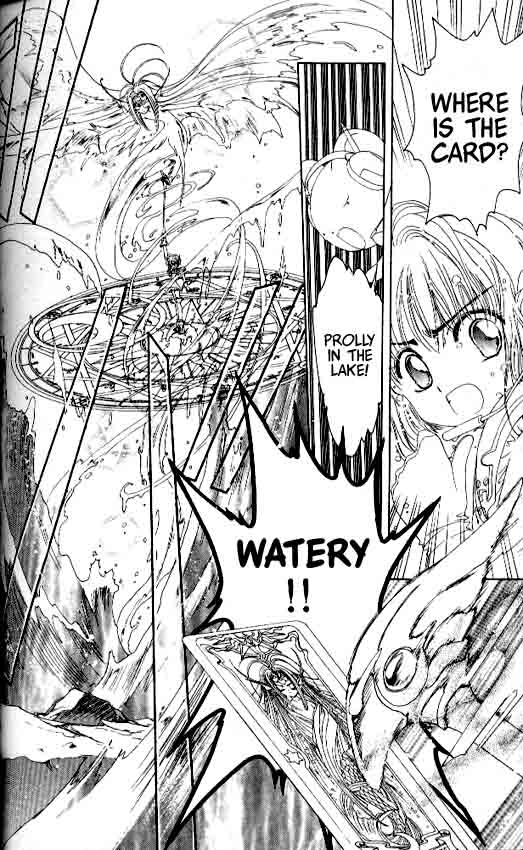 WHERE
IS THE
CARD?
PROLLY
IN THE
LAKE!
WATERY
!!